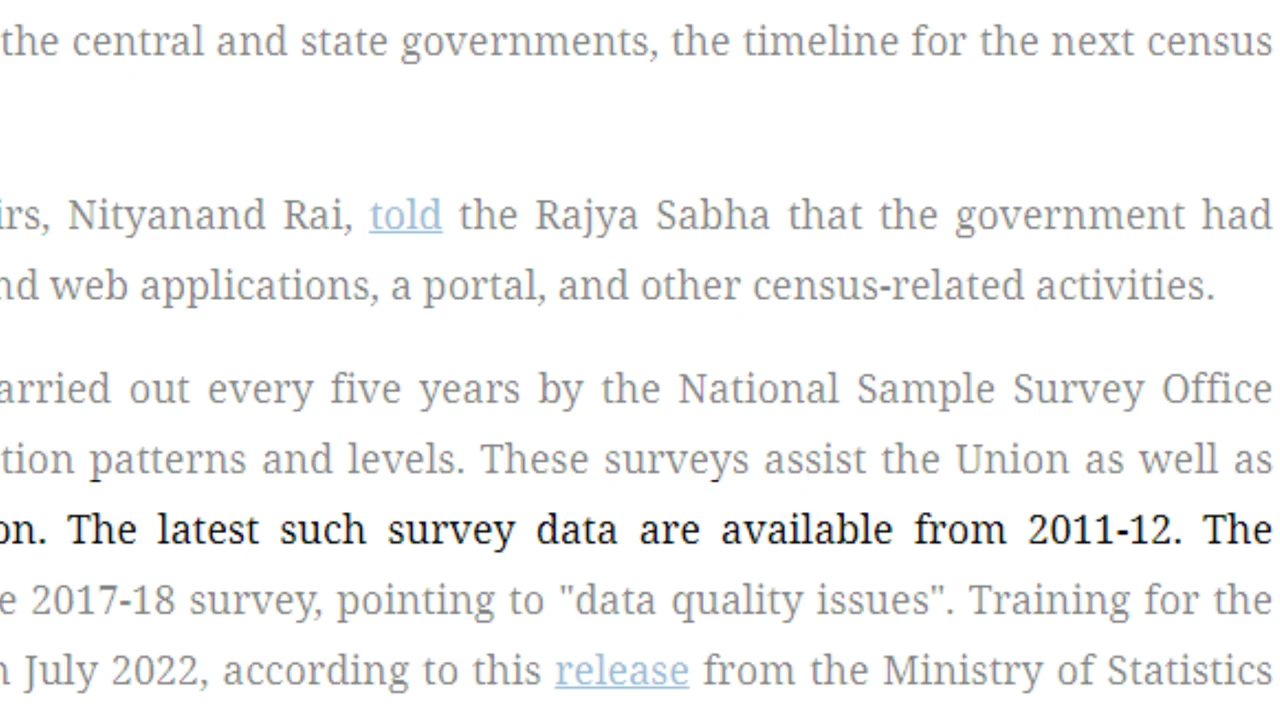 the central and state governments, the timeline for the next census
irs, Nityanand Rai, told the Rajya Sabha that the government had
nd web applications, a portal, and other census-related activities.
arried out every five years by the National Sample Survey Office
tion patterns and levels. These surveys assist the Union as well as
on. The latest such survey data are available from 2011-12. The
e 2017-18 survey, pointing to "data quality issues". Training for the
n July 2022, according to this release from the Ministry of Statistics